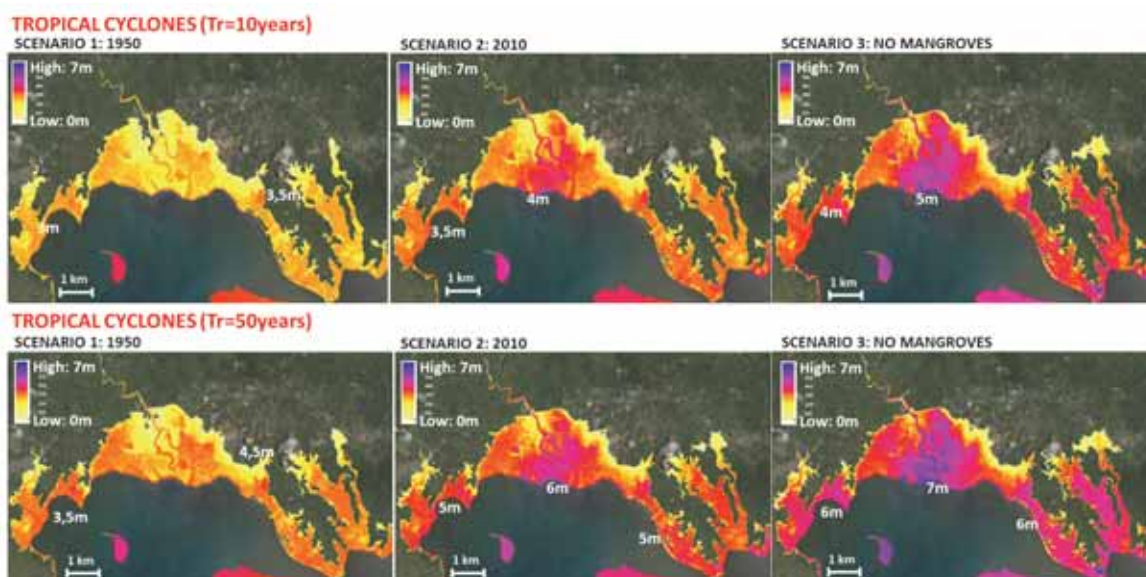 TROPICAL CYCLONES (Tr=10years)
SCENARIO 1: 1950
High: 7m
Low: 0m
3,5m
1 km
SCENARIO 2: 2010
High: 7m
Low: 0m
4m
3,5m
1 km
SCENARIO 3: NO MANGROVES
High: 7m
Low: 0m
4m
5m
1 km
TROPICAL CYCLONES (Tr=50years)
SCENARIO 1: 1950
High: 7m
Low: 0m
4,5m
3,5m
1 km
SCENARIO 2: 2010
High: 7m
Low: 0m
6m
5m
5m
1 km
SCENARIO 3: NO MANGROVES
High: 7m
Low: 0m
7m
6m
6m
1 km